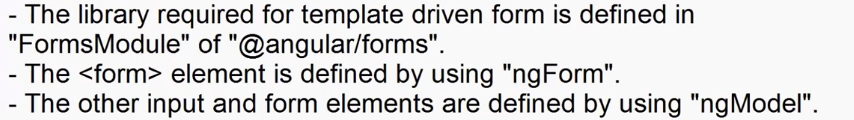 - The library required for template driven form is defined in
"FormsModule" of "@angular/forms".
- The <form> element is defined by using "ngForm".
- The other input and form elements are defined by using "ngModel".